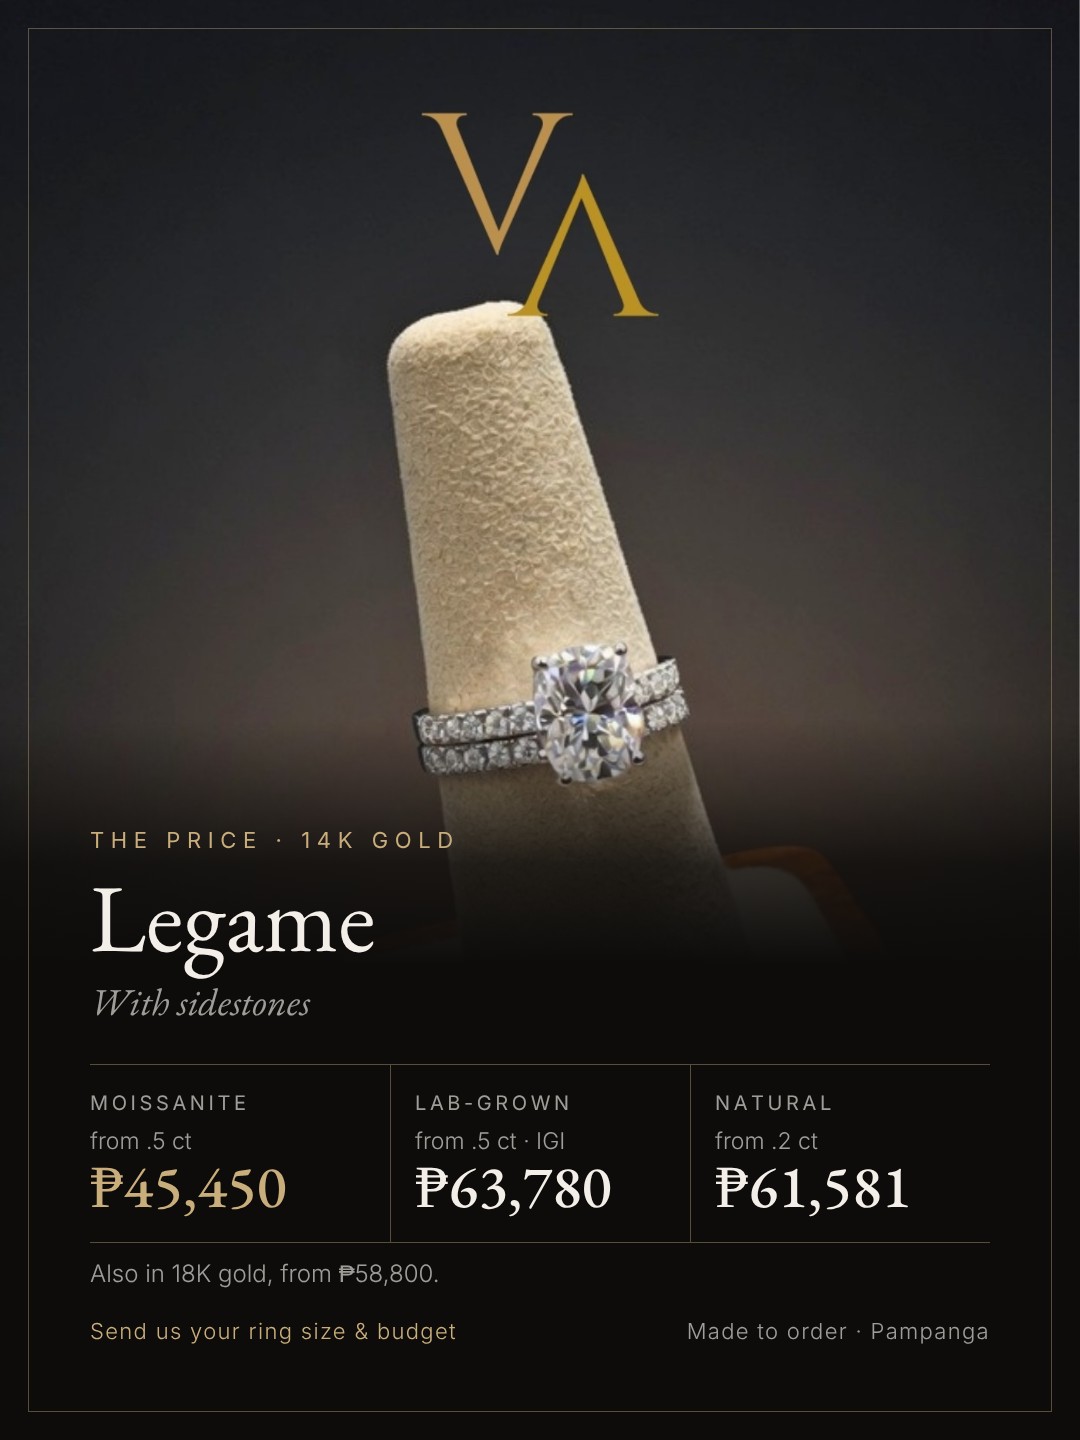 VA
THE PRICE · 14K GOLD
Legame
With sidestones
MOISSANITE
from .5 ct
₱45,450
LAB-GROWN
from .5 ct · IGI
₱63,780
NATURAL
from .2 ct
₱61,581
Also in 18K gold, from ₱58,800.
Send us your ring size & budget
Made to order · Pampanga